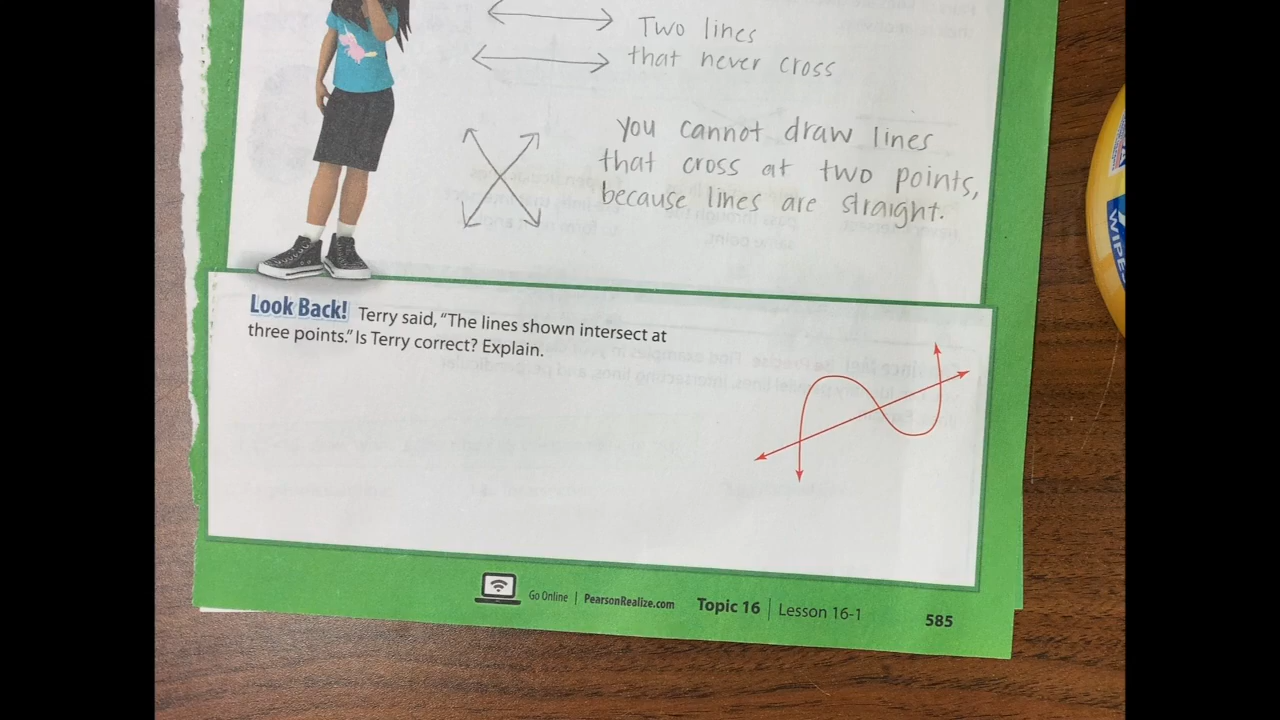 Two lines
that never cross
You cannot draw lines
that cross at two points,
because lines are straight.
Look Back! Terry said, “The lines shown intersect at
three points.” Is Terry correct? Explain.
Go Online | PearsonRealize.com
Topic 16 | Lesson 16-1
585
WIPES